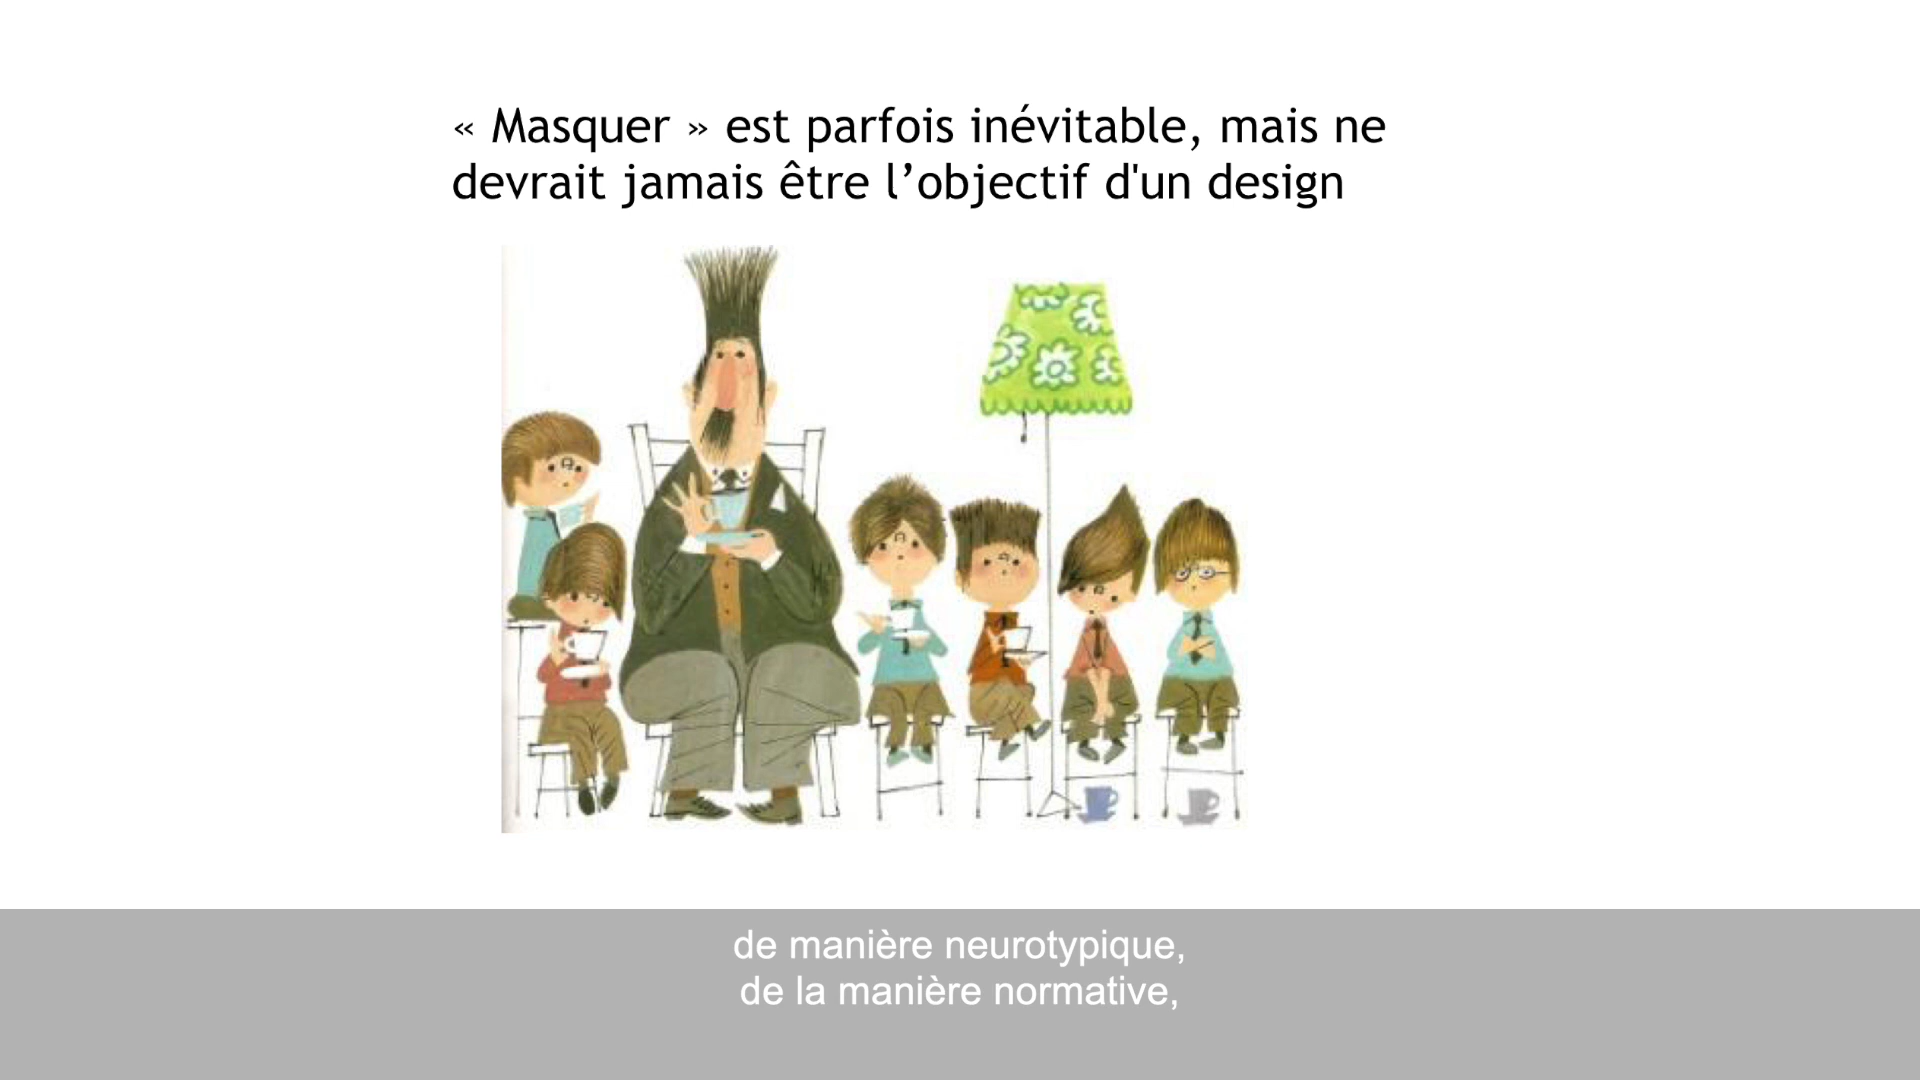 « Masquer » est parfois inévitable, mais ne
devrait jamais être l’objectif d'un design
de manière neurotypique,
de la manière normative,